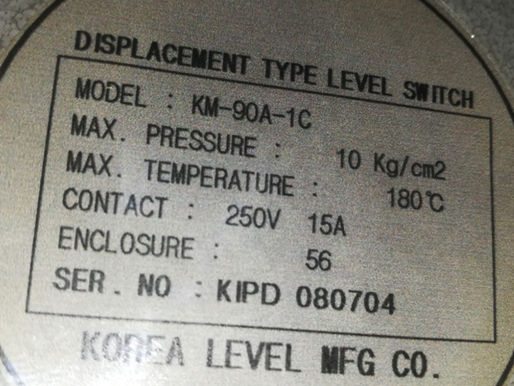 DISPLACEMENT TYPE LEVEL SWITCH
MODEL : KM-90A-1C
MAX. PRESSURE : 10 Kg/cm2
MAX. TEMPERATURE : 180℃
CONTACT : 250V 15A
ENCLOSURE : 56
SER. NO : KIPD 080704
KOREA LEVEL MFG CO.